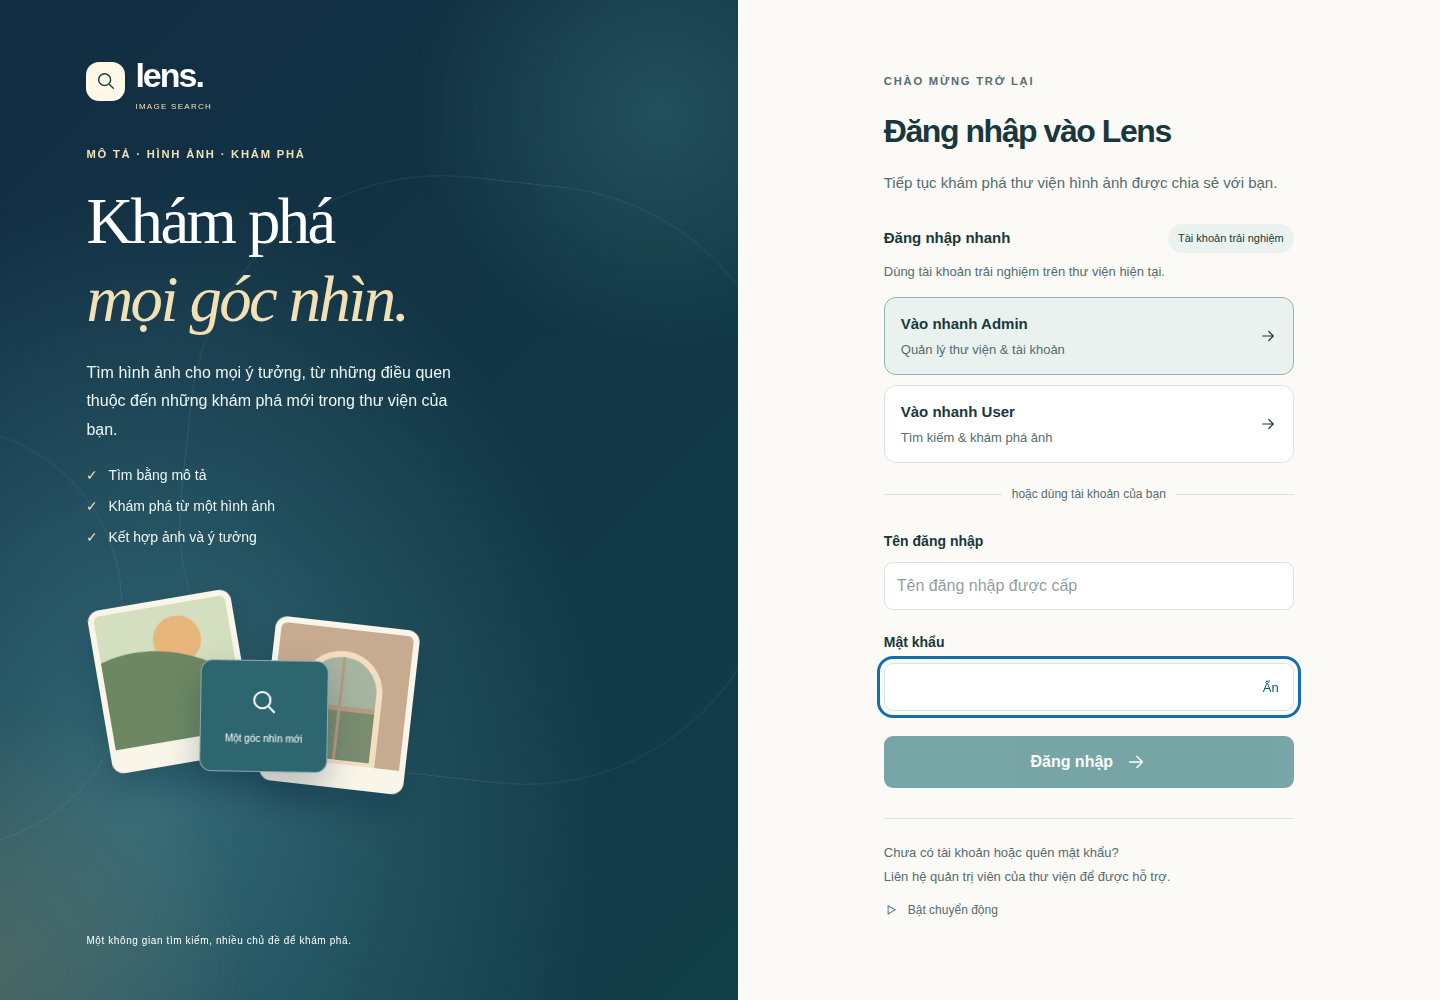 lens.
IMAGE SEARCH
MÔ TẢ · HÌNH ẢNH · KHÁM PHÁ
Khám phá
mọi góc nhìn.
Tìm hình ảnh cho mọi ý tưởng, từ những điều quen
thuộc đến những khám phá mới trong thư viện của
bạn.
✓ Tìm bằng mô tả
✓ Khám phá từ một hình ảnh
✓ Kết hợp ảnh và ý tưởng
Một góc nhìn mới
Một không gian tìm kiếm, nhiều chủ đề để khám phá.
CHÀO MỪNG TRỞ LẠI
Đăng nhập vào Lens
Tiếp tục khám phá thư viện hình ảnh được chia sẻ với bạn.
Đăng nhập nhanh
Tài khoản trải nghiệm
Dùng tài khoản trải nghiệm trên thư viện hiện tại.
Vào nhanh Admin
Quản lý thư viện & tài khoản
Vào nhanh User
Tìm kiếm & khám phá ảnh
hoặc dùng tài khoản của bạn
Tên đăng nhập
Tên đăng nhập được cấp
Mật khẩu
Ẩn
Đăng nhập
Chưa có tài khoản hoặc quên mật khẩu?
Liên hệ quản trị viên của thư viện để được hỗ trợ.
Bật chuyển động